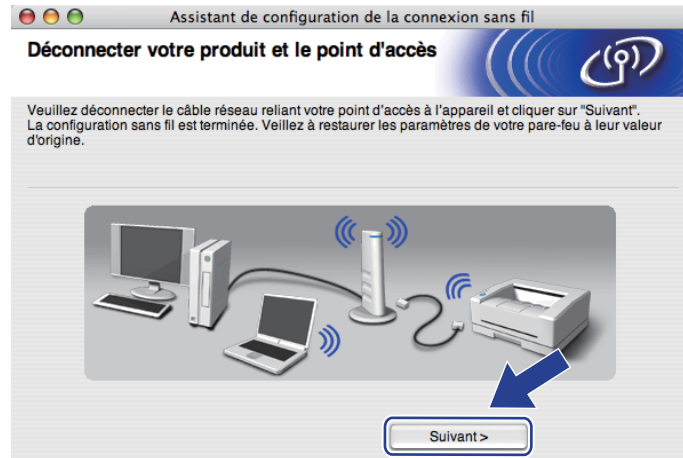 Assistant de configuration de la connexion sans fil
Déconnecter votre produit et le point d'accès
Veuillez déconnecter le câble réseau reliant votre point d'accès à l'appareil et cliquer sur "Suivant".
La configuration sans fil est terminée. Veillez à restaurer les paramètres de votre pare-feu à leur valeur
d'origine.
Suivant >